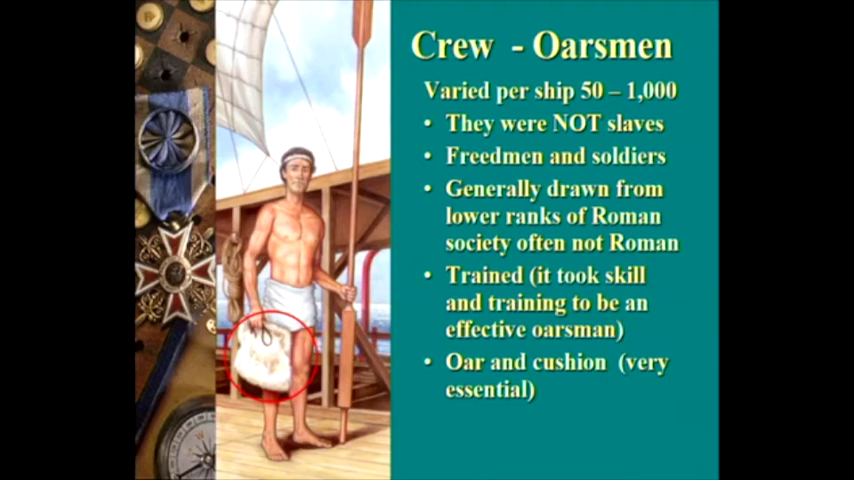 Crew - Oarsmen
Varied per ship 50 – 1,000
• They were NOT slaves
• Freedmen and soldiers
• Generally drawn from
lower ranks of Roman
society often not Roman
• Trained (it took skill
and training to be an
effective oarsman)
• Oar and cushion (very
essential)